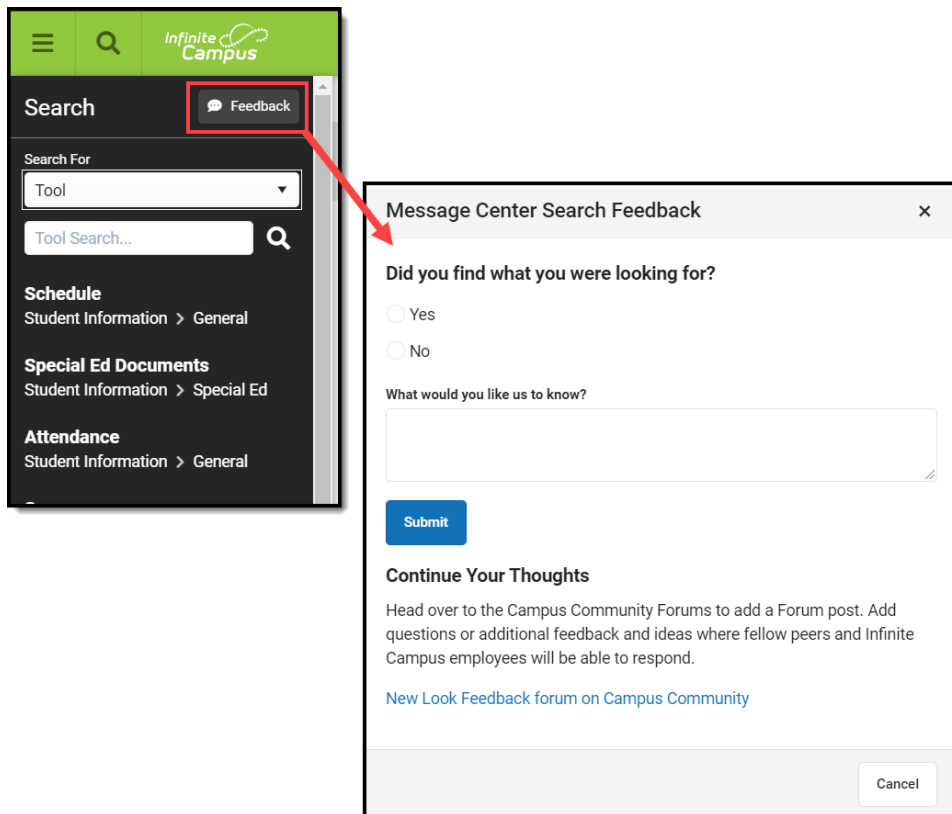 Infinite
Campus
Search
Feedback
Search For
Tool
Tool Search...
Schedule
Student Information > General
Special Ed Documents
Student Information > Special Ed
Attendance
Student Information > General
Message Center Search Feedback
Did you find what you were looking for?
Yes
No
What would you like us to know?
Submit
Continue Your Thoughts
Head over to the Campus Community Forums to add a Forum post. Add
questions or additional feedback and ideas where fellow peers and Infinite
Campus employees will be able to respond.
New Look Feedback forum on Campus Community
Cancel